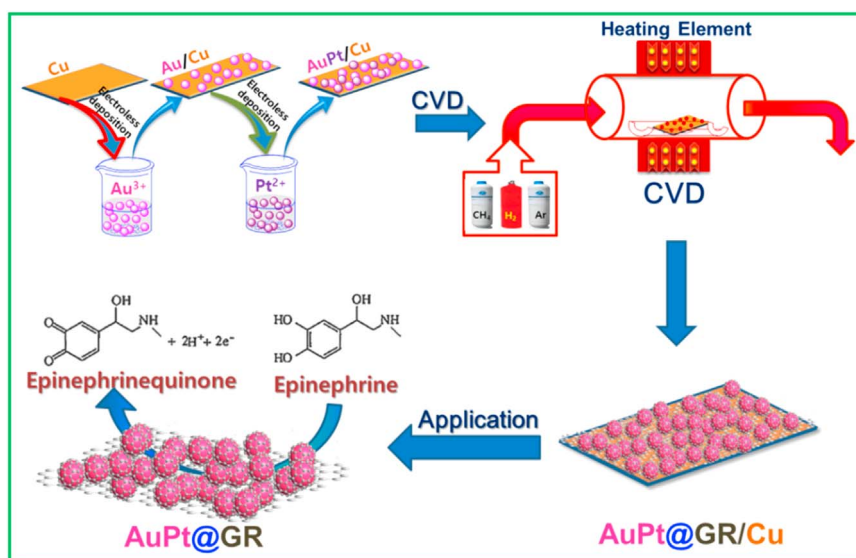 Cu
Au/Cu
AuPt/Cu
Electroless
deposition
Electroless
deposition
Au3+
Pt2+
CVD
Heating Element
CH4
H2
Ar
CVD
O
O
OH
NH
+ 2H+ + 2e-
Epinephrinequinone
HO
HO
OH
NH
Epinephrine
Application
AuPt@GR
AuPt@GR/Cu